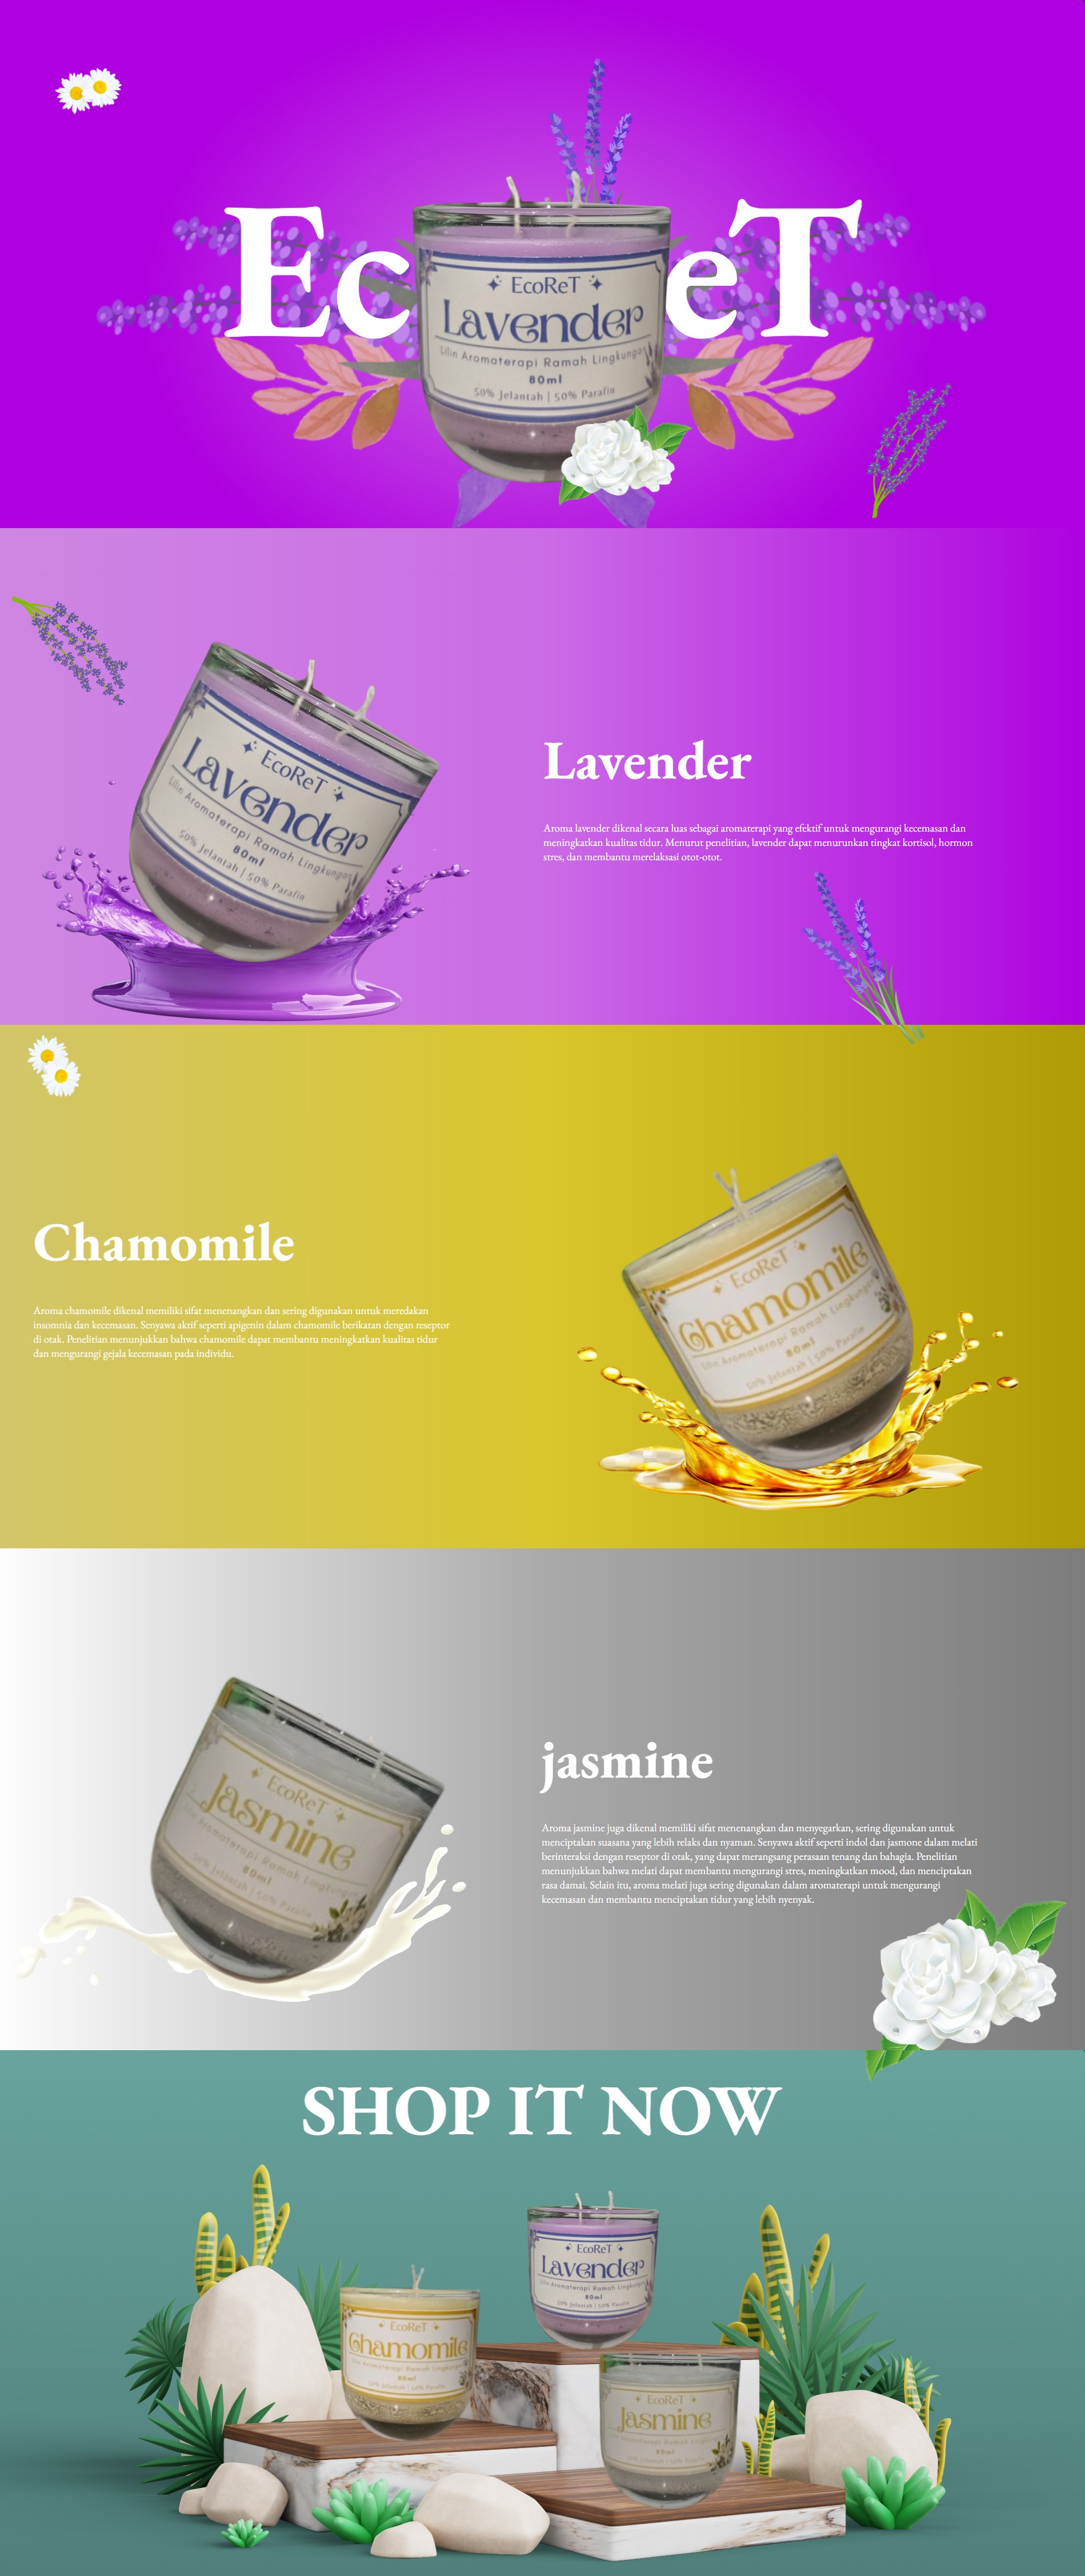 Ec eT
EcoReT
Lavender
Lilin Aromaterapi Ramah Lingkungan
80ml
50% Jelantah | 50% Parafin
EcoReT
Lavender
Lilin Aromaterapi Ramah Lingkungan
80ml
50% Jelantah | 50% Parafin
Lavender
Aroma lavender dikenal secara luas sebagai aromaterapi yang efektif untuk mengurangi kecemasan dan
meningkatkan kualitas tidur. Menurut penelitian, lavender dapat menurunkan tingkat kortisol, hormon
stres, dan membantu merelaksasi otot-otot.
Chamomile
Aroma chamomile dikenal memiliki sifat menenangkan dan sering digunakan untuk meredakan
insomnia dan kecemasan. Senyawa aktif seperti apigenin dalam chamomile berikatan dengan reseptor
di otak. Penelitian menunjukkan bahwa chamomile dapat membantu meningkatkan kualitas tidur
dan mengurangi gejala kecemasan pada individu.
EcoReT
Chamomile
Lilin Aromaterapi Ramah Lingkungan
80ml
50% Jelantah | 50% Parafin
EcoReT
Jasmine
Aromaterapi Ramah Lingkungan
80ml
Jelantah | 50% Parafin
jasmine
Aroma jasmine juga dikenal memiliki sifat menenangkan dan menyegarkan, sering digunakan untuk
menciptakan suasana yang lebih relaks dan nyaman. Senyawa aktif seperti indol dan jasmone dalam melati
berinteraksi dengan reseptor di otak, yang dapat merangsang perasaan tenang dan bahagia. Penelitian
menunjukkan bahwa melati dapat membantu mengurangi stres, meningkatkan mood, dan menciptakan
rasa damai. Selain itu, aroma melati juga sering digunakan dalam aromaterapi untuk mengurangi
kecemasan dan membantu menciptakan tidur yang lebih nyenyak.
SHOP IT NOW
EcoReT
Lavender
Lilin Aromaterapi Ramah Lingkungan
80ml
50% Jelantah | 50% Parafin
EcoReT
Chamomile
Lilin Aromaterapi Ramah Lingkungan
80ml
50% Jelantah | 50% Parafin
EcoReT
Jasmine
Aromaterapi Ramah Lingkungan
80ml